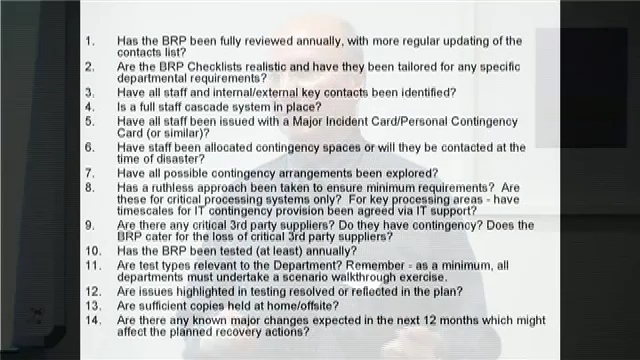 1. Has the BRP been fully reviewed annually, with more regular updating of the
contacts list?
2. Are the BRP Checklists realistic and have they been tailored for any specific
departmental requirements?
3. Have all staff and internal/external key contacts been identified?
4. Is a full staff cascade system in place?
5. Have all staff been issued with a Major Incident Card/Personal Contingency
Card (or similar)?
6. Have staff been allocated contingency spaces or will they be contacted at the
time of disaster?
7. Have all possible contingency arrangements been explored?
8. Has a ruthless approach been taken to ensure minimum requirements? Are
these for critical processing systems only? For key processing areas - have
timescales for IT contingency provision been agreed via IT support?
9. Are there any critical 3rd party suppliers? Do they have contingency? Does the
BRP cater for the loss of critical 3rd party suppliers?
10. Has the BRP been tested (at least) annually?
11. Are test types relevant to the Department? Remember - as a minimum, all
departments must undertake a scenario walkthrough exercise.
12. Are issues highlighted in testing resolved or reflected in the plan?
13. Are sufficient copies held at home/offsite?
14. Are there any known major changes expected in the next 12 months which might
affect the planned recovery actions?